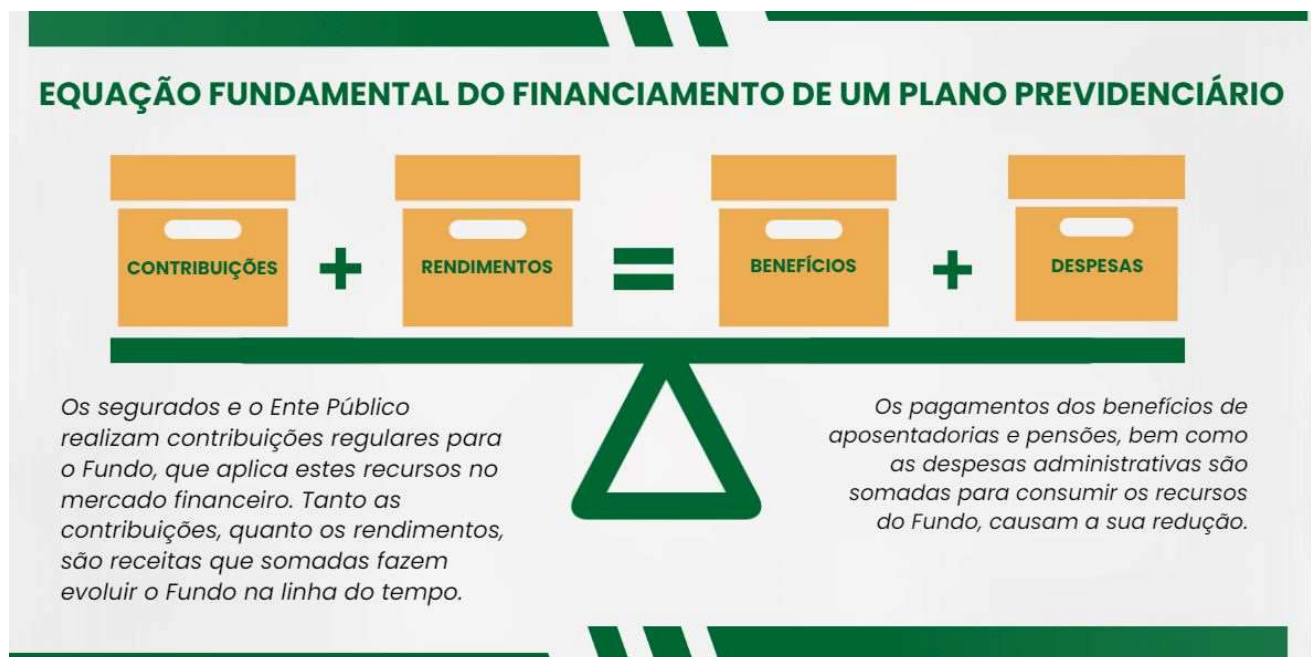 EQUAÇÃO FUNDAMENTAL DO FINANCIAMENTO DE UM PLANO PREVIDENCIÁRIO
CONTRIBUIÇÕES + RENDIMENTOS = BENEFÍCIOS + DESPESAS
Os segurados e o Ente Público
realizam contribuições regulares para
o Fundo, que aplica estes recursos no
mercado financeiro. Tanto as
contribuições, quanto os rendimentos,
são receitas que somadas fazem
evoluir o Fundo na linha do tempo.
Os pagamentos dos benefícios de
aposentadorias e pensões, bem como
as despesas administrativas são
somadas para consumir os recursos
do Fundo, causam a sua redução.